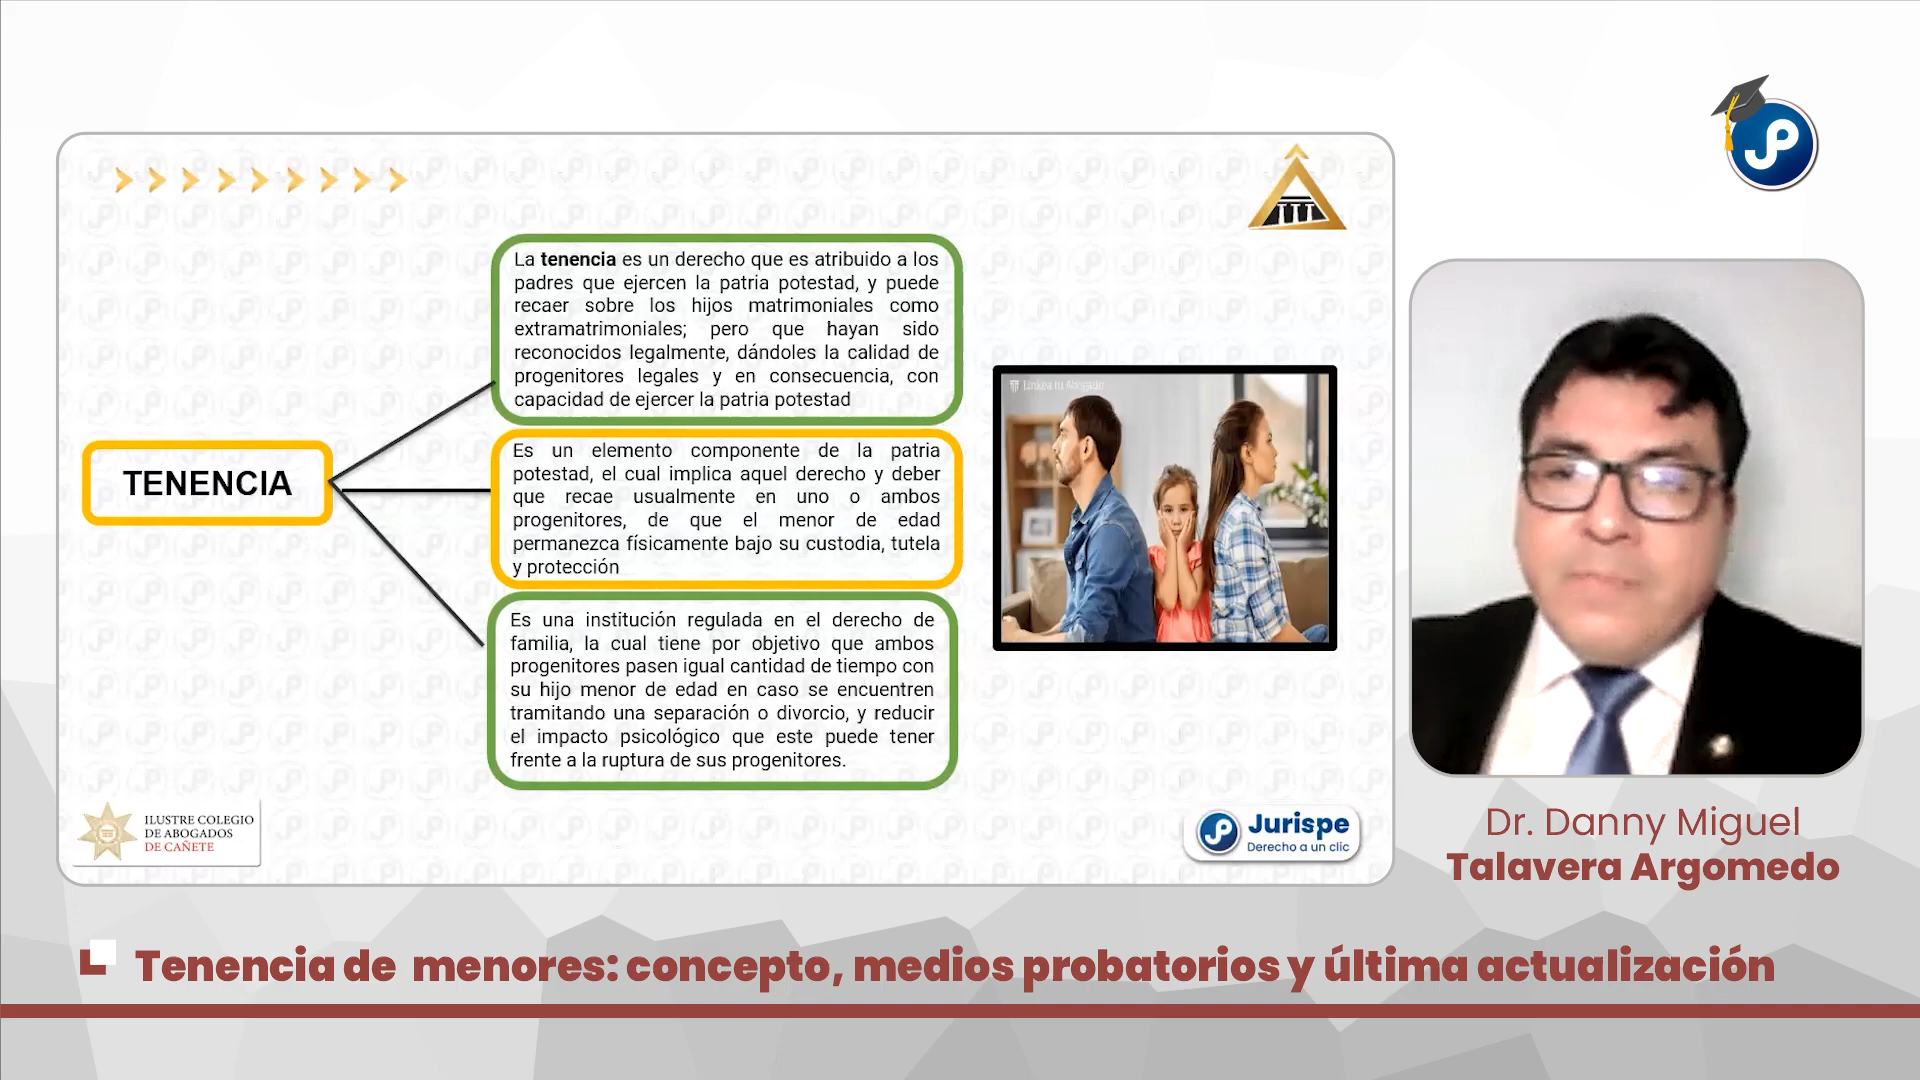 La tenencia es un derecho que es atribuido a los
padres que ejercen la patria potestad, y puede
recaer sobre los hijos matrimoniales como
extramatrimoniales; pero que hayan sido
reconocidos legalmente, dándoles la calidad de
progenitores legales y en consecuencia, con
capacidad de ejercer la patria potestad
TENENCIA
Es un elemento componente de la patria
potestad, el cual implica aquel derecho y deber
que recae usualmente en uno o ambos
progenitores, de que el menor de edad
permanezca físicamente bajo su custodia, tutela
y protección
Es una institución regulada en el derecho de
familia, la cual tiene por objetivo que ambos
progenitores pasen igual cantidad de tiempo con
su hijo menor de edad en caso se encuentren
tramitando una separación o divorcio, y reducir
el impacto psicológico que este puede tener
frente a la ruptura de sus progenitores.
Linkea tu Abogado
ILUSTRE COLEGIO
DE ABOGADOS
DE CAÑETE
JP
Jurispe
Derecho a un clic
JP
Dr. Danny Miguel
Talavera Argomedo
Tenencia de menores: concepto, medios probatorios y última actualización